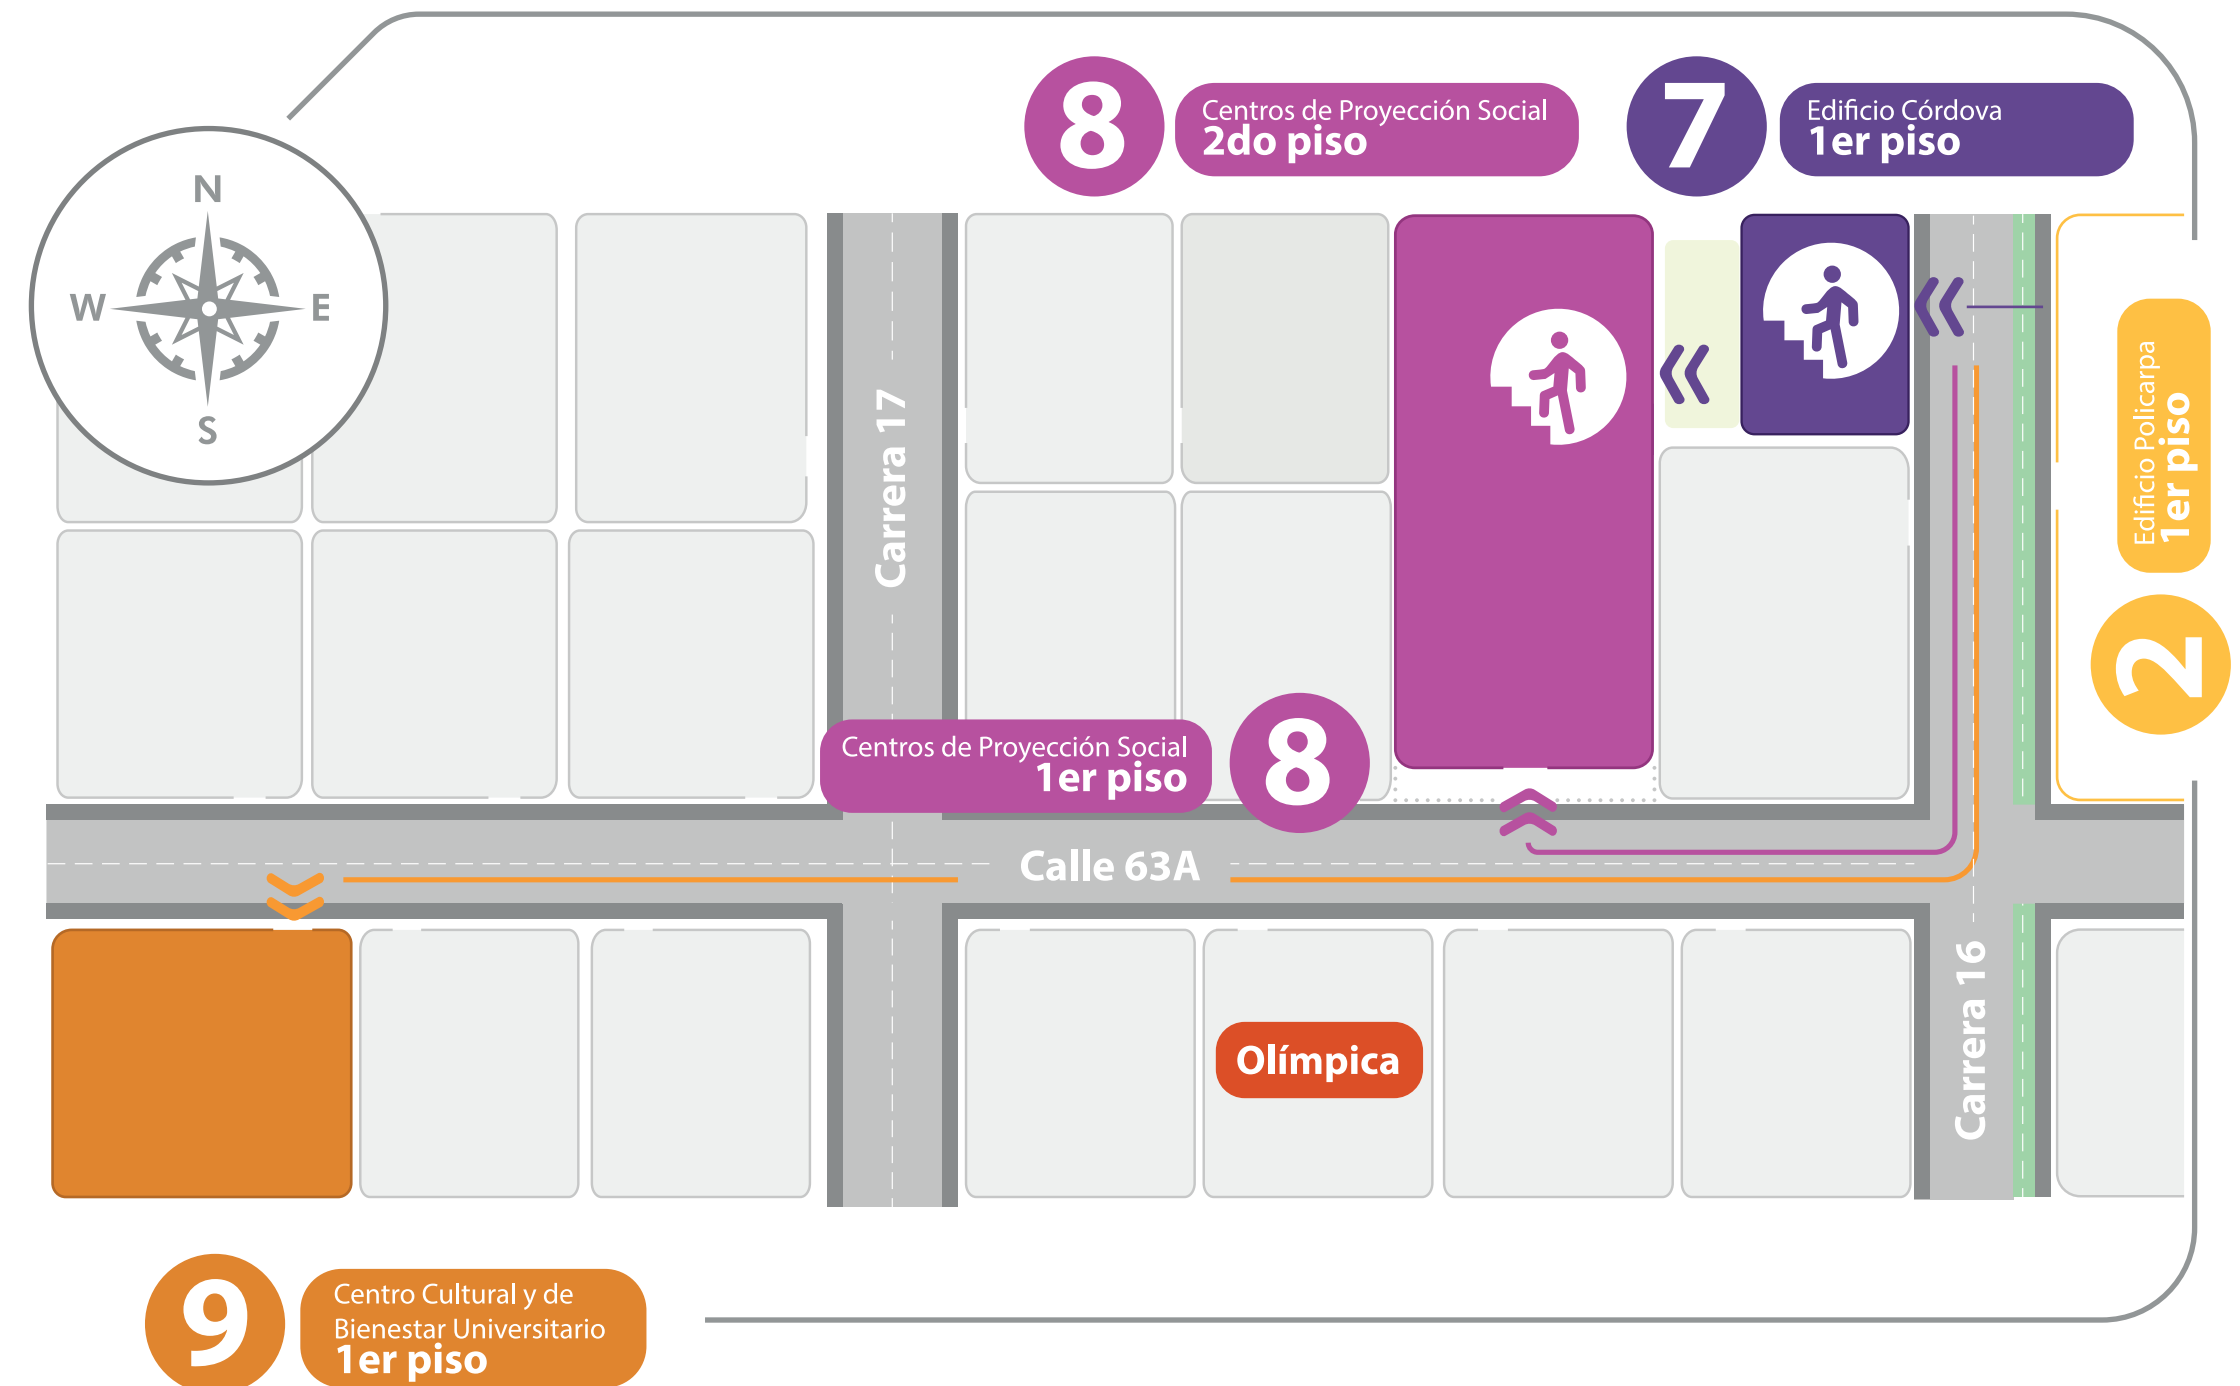 8
Centros de Proyección Social
2do piso
7
Edificio Córdova
1er piso
N
W
E
S
Carrera 17
Edificio Policarpa
1er piso
2
Centros de Proyección Social
1er piso
8
Calle 63A
Carrera 16
Olímpica
9
Centro Cultural y de
Bienestar Universitario
1er piso